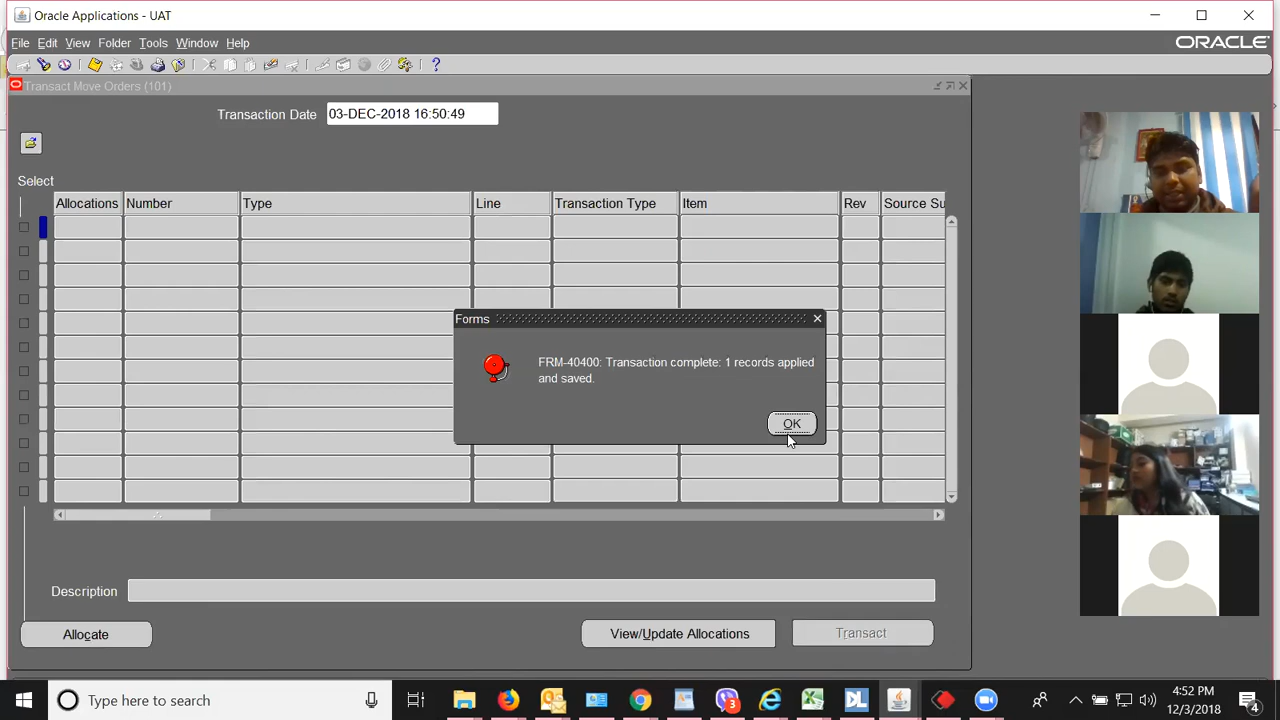 Oracle Applications - UAT
File Edit View Folder Tools Window Help
ORACLE
Transact Move Orders (101)
Transaction Date 03-DEC-2018 16:50:49
Select
Allocations Number Type Line Transaction Type Item Rev Source Su
Forms
FRM-40400: Transaction complete: 1 records applied
and saved.
OK
Description
Allocate View/Update Allocations Transact
Type here to search
3
DL
4:52 PM
12/3/2018
4